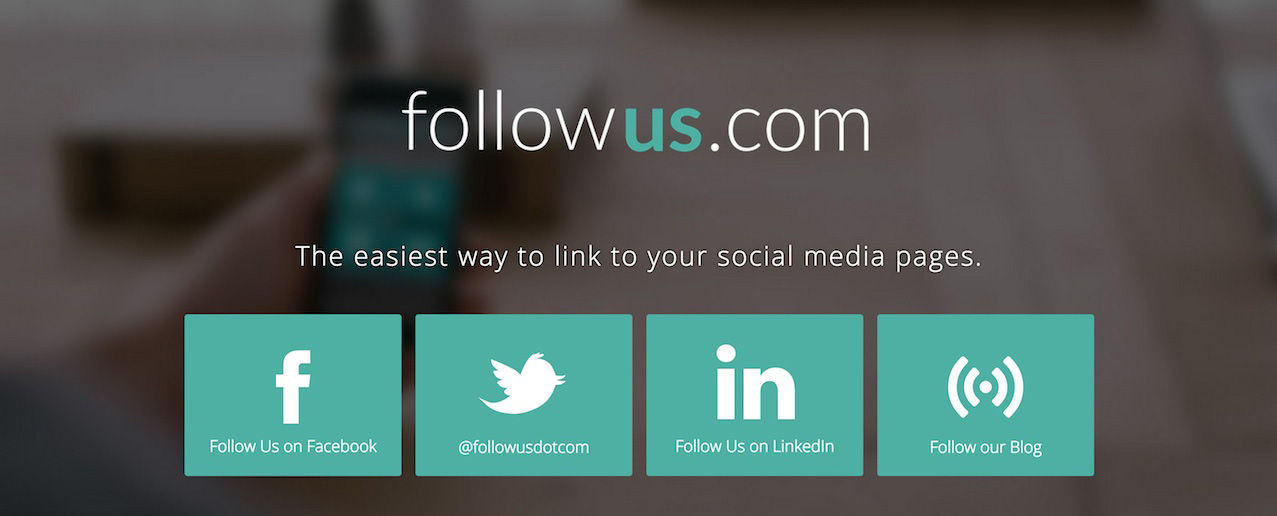 followus.com
The easiest way to link to your social media pages.
Follow Us on Facebook
@followusdotcom
in
Follow Us on LinkedIn
Follow our Blog